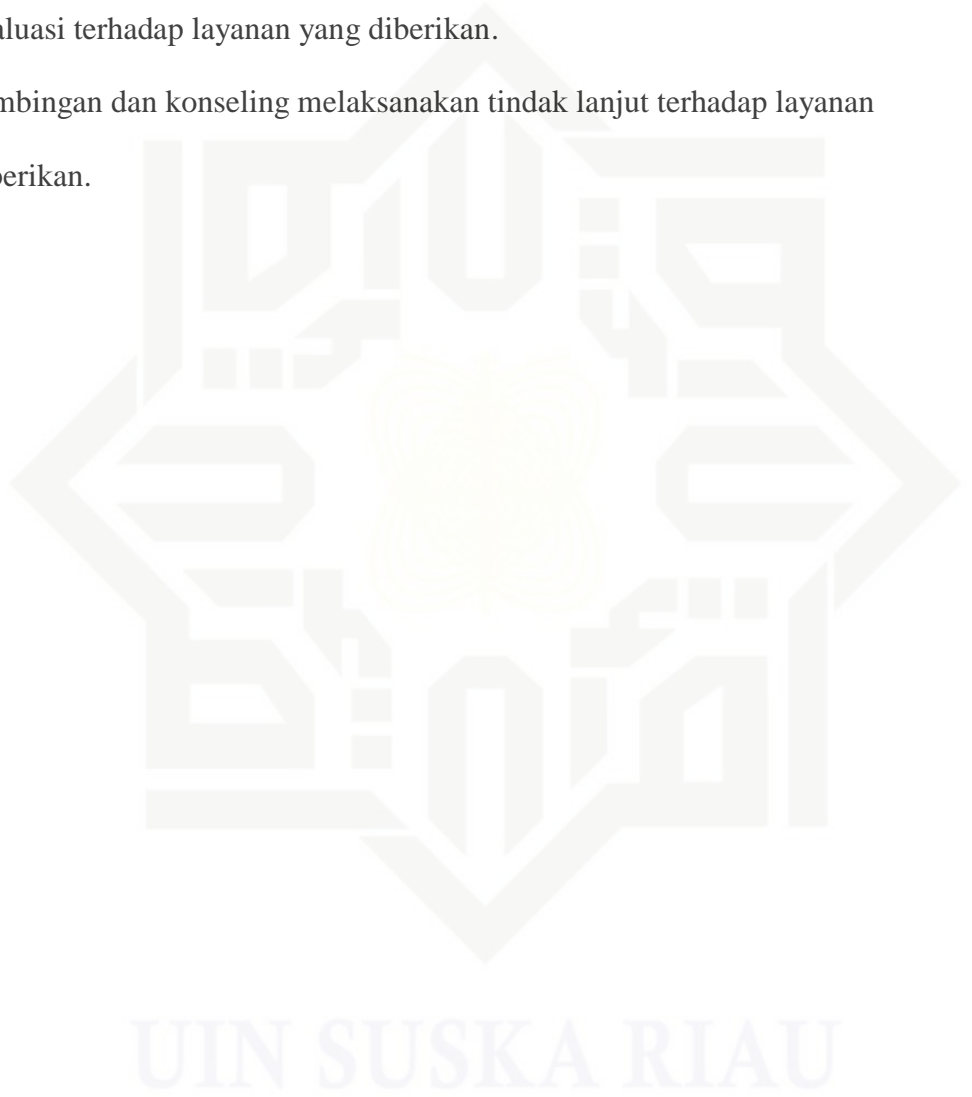 aluasi terhadap layanan yang diberikan.
mbingan dan konseling melaksanakan tindak lanjut terhadap layanan
berikan.
UIN SUSKA RIAU